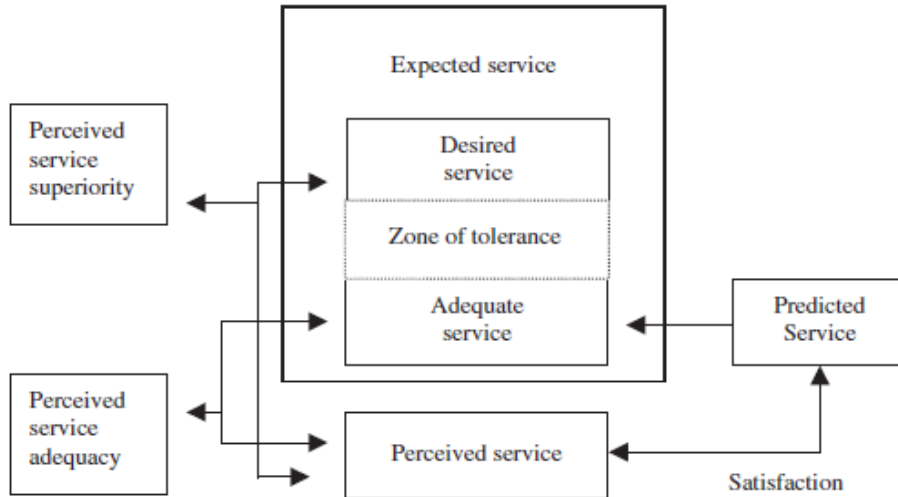 Expected service
Perceived
service
superiority
Desired
service
Zone of tolerance
Adequate
service
Predicted
Service
Perceived
service
adequacy
Perceived service
Satisfaction